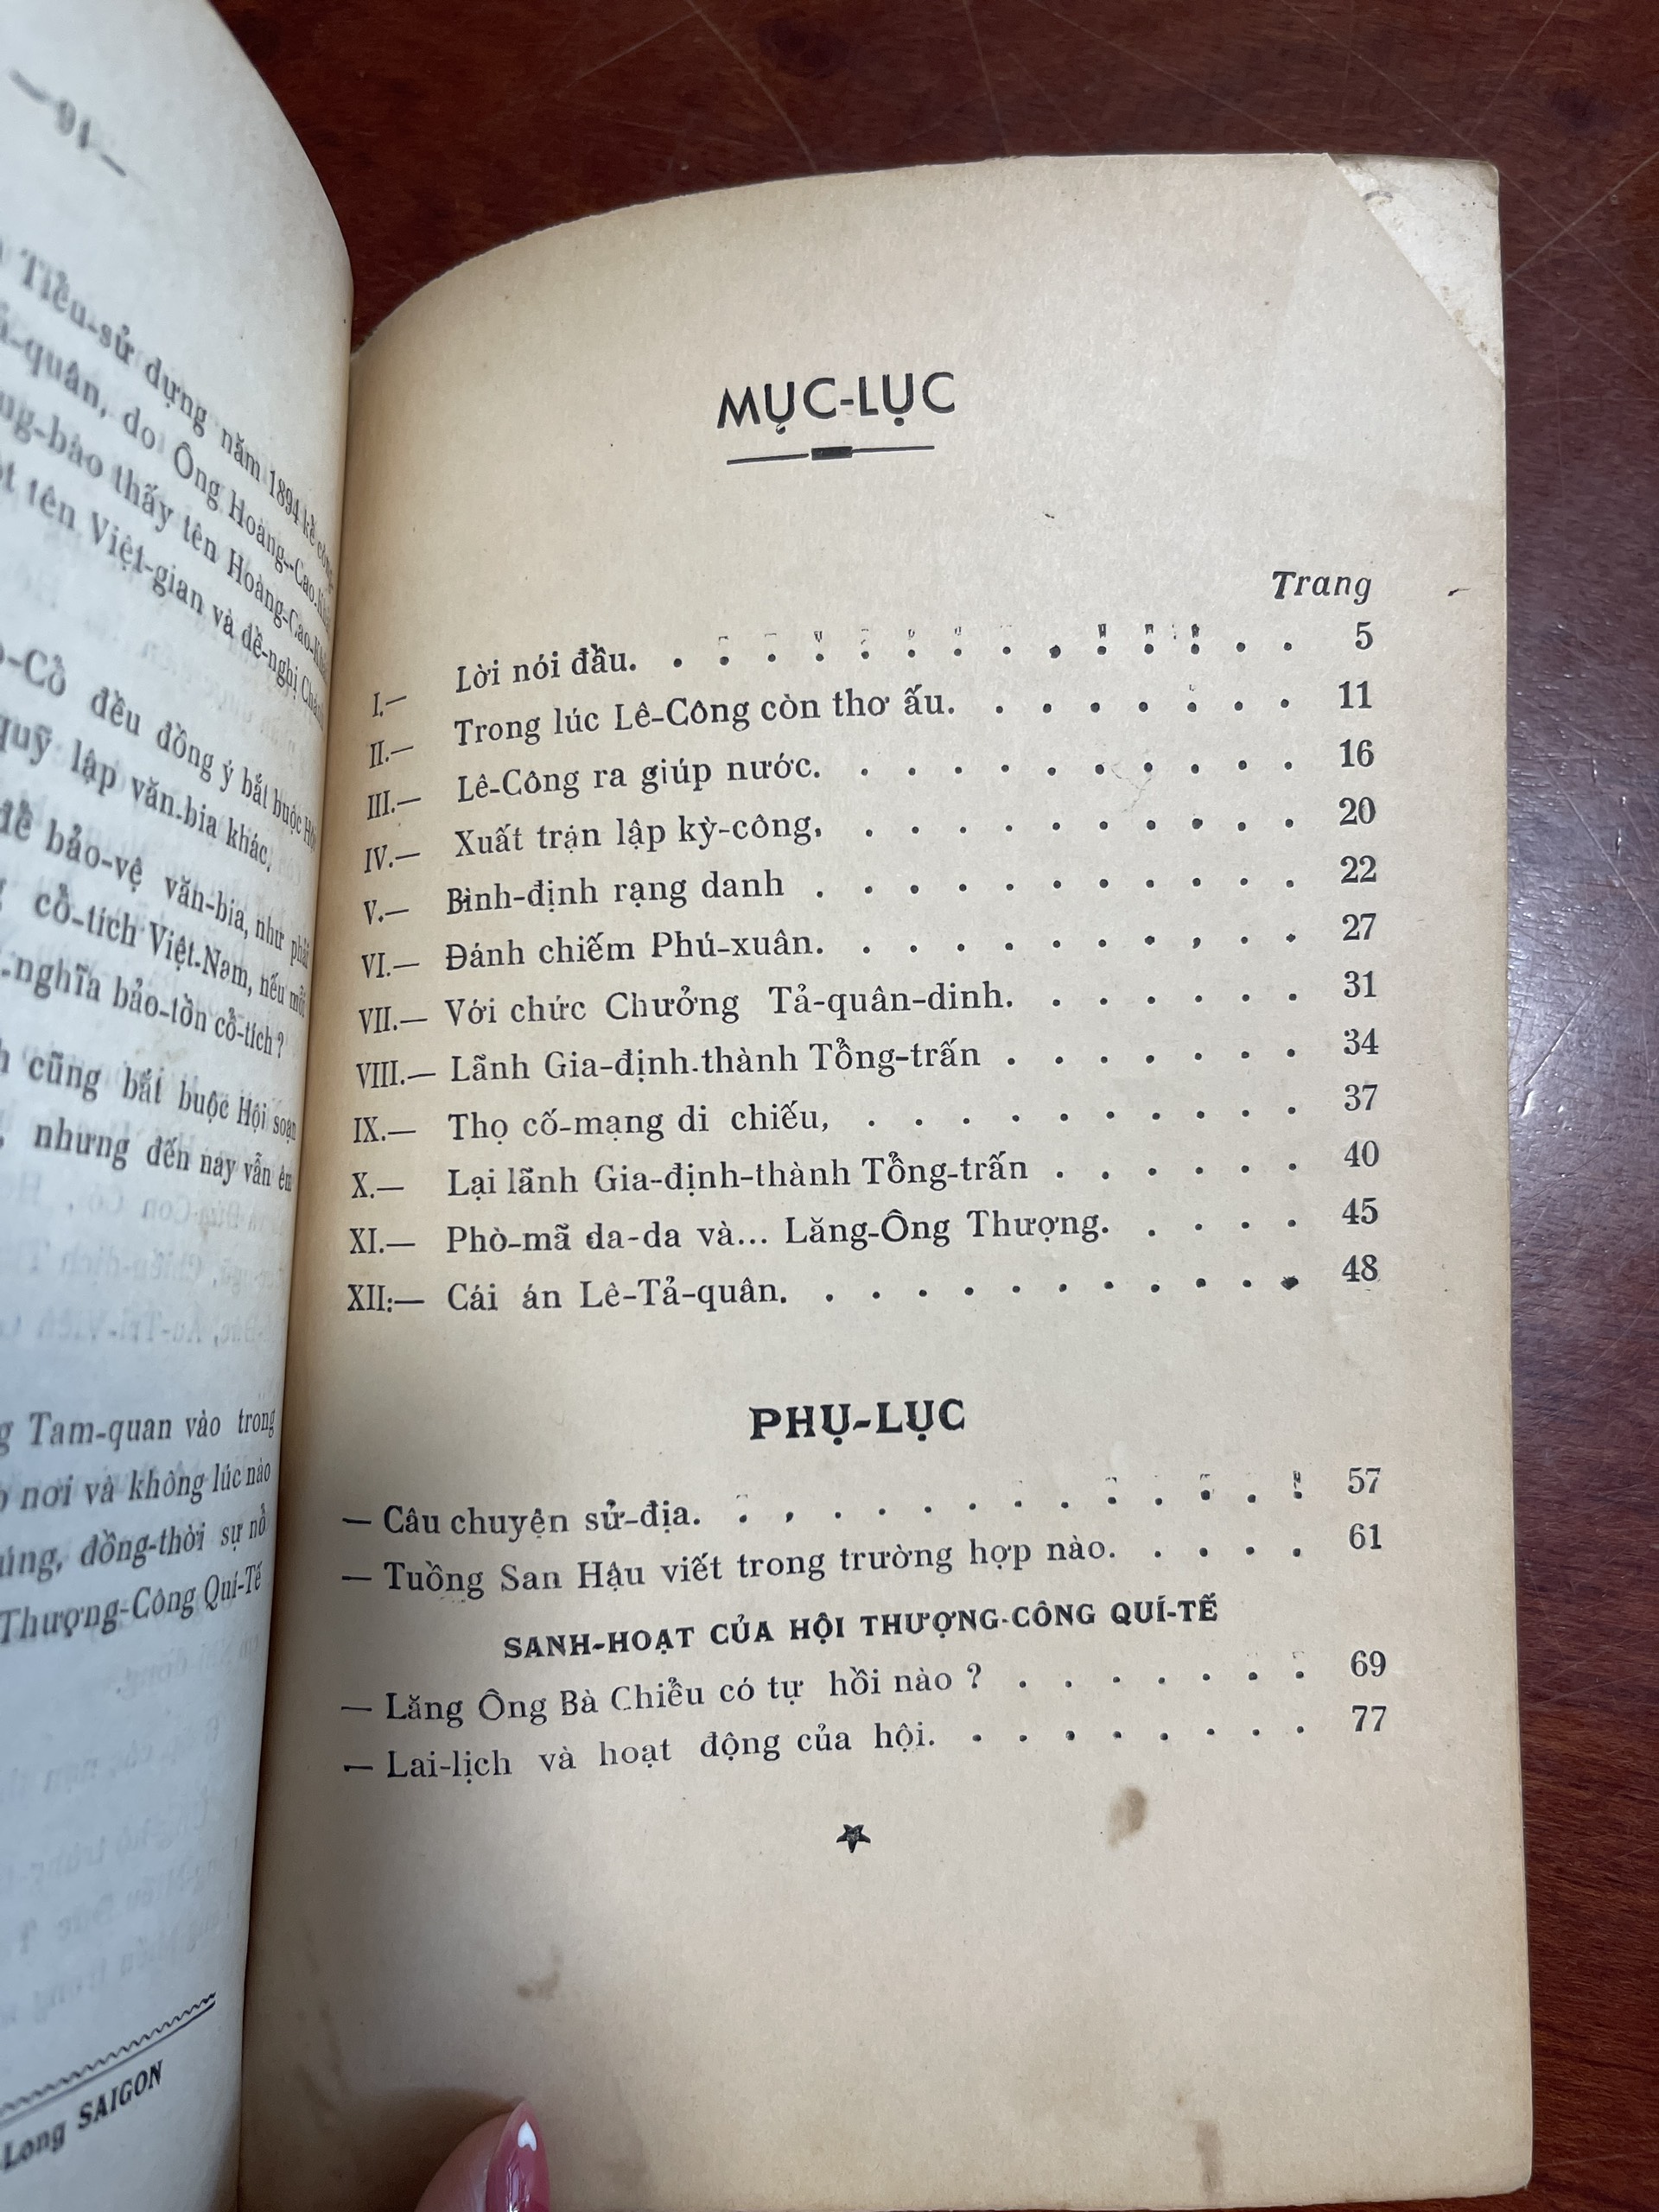 — 94 —
Tiểu-sử dựng năm 1894 kể công-
-quân, do Ông Hoàng-Cao-Khải
-bào thấy tên Hoàng-Cao-Khải
tên Việt-gian và đề-nghị Chánh
-Cổ đều đồng ý bắt buộc Hội
quỹ lập văn-bia khác.
để bảo-vệ văn-bia, như phải
cổ-tích Việt-Nam, nếu một
-nghĩa bảo-tồn cổ-tích ?
cũng bắt buộc Hội soạn
, nhưng đến nay vẫn êm
Tam-quan vào trong
nơi và không lúc nào
úng, đồng-thời sự nổ
Thượng-Công Quí-Tế
Long SAIGON
MỤC-LỤC
Trang
I.— Lời nói đầu. . . . . . . . . . . . . . . 5
II.— Trong lúc Lê-Công còn thơ ấu. . . . . . . . 11
III.— Lê-Công ra giúp nước. . . . . . . . . . . 16
IV.— Xuất trận lập kỳ-công. . . . . . . . . . . 20
V.— Bình-định rạng danh . . . . . . . . . . . 22
VI.— Đánh chiếm Phú-xuân. . . . . . . . . . . 27
VII.— Với chức Chưởng Tả-quân-dinh. . . . . . . 31
VIII.— Lãnh Gia-định-thành Tổng-trấn . . . . . . . 34
IX.— Thọ cố-mạng di chiếu, . . . . . . . . . . 37
X.— Lại lãnh Gia-định-thành Tổng-trấn . . . . . . 40
XI.— Phò-mã da-da và... Lăng-Ông Thượng. . . . . 45
XII:— Cái án Lê-Tả-quân. . . . . . . . . . . . 48
PHỤ-LỤC
— Câu chuyện sử-địa. . . . . . . . . . . . . . 57
— Tuồng San Hậu viết trong trường hợp nào. . . . . 61
SANH-HOẠT CỦA HỘI THƯỢNG-CÔNG QUÍ-TẾ
— Lăng Ông Bà Chiểu có tự hồi nào ? . . . . . . . 69
— Lai-lịch và hoạt động của hội. . . . . . . . . 77